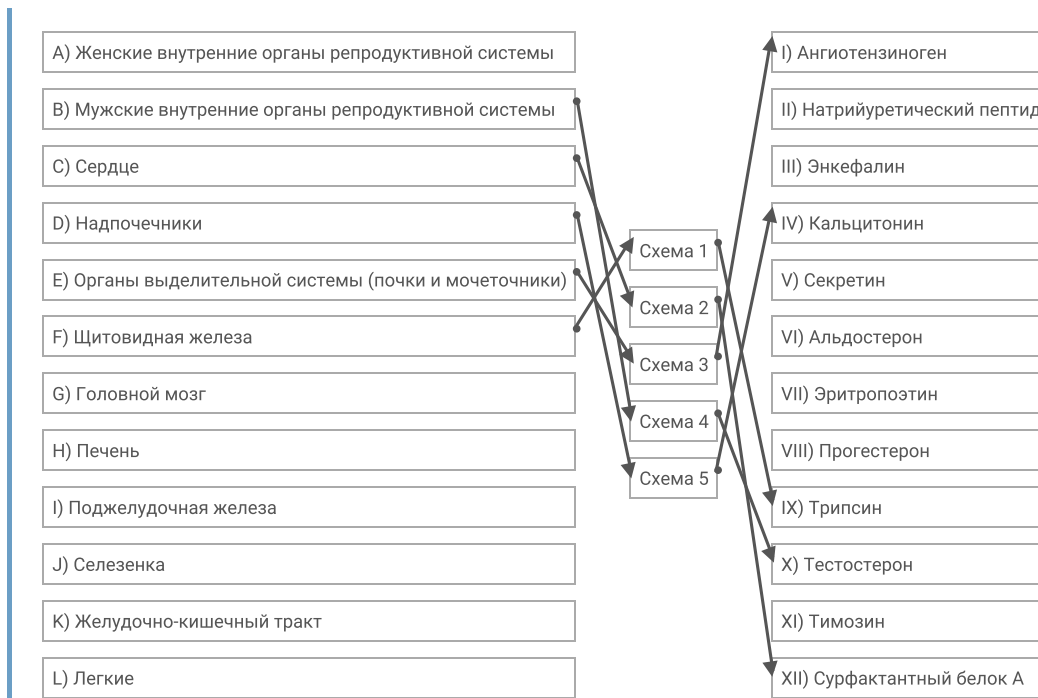 A) Женские внутренние органы репродуктивной системы
B) Мужские внутренние органы репродуктивной системы
C) Сердце
D) Надпочечники
E) Органы выделительной системы (почки и мочеточники)
F) Щитовидная железа
G) Головной мозг
H) Печень
I) Поджелудочная железа
J) Селезенка
K) Желудочно-кишечный тракт
L) Легкие
Схема 1
Схема 2
Схема 3
Схема 4
Схема 5
I) Ангиотензиноген
II) Натрийуретический пептид
III) Энкефалин
IV) Кальцитонин
V) Секретин
VI) Альдостерон
VII) Эритропоэтин
VIII) Прогестерон
IX) Трипсин
X) Тестостерон
XI) Тимозин
XII) Сурфактантный белок А